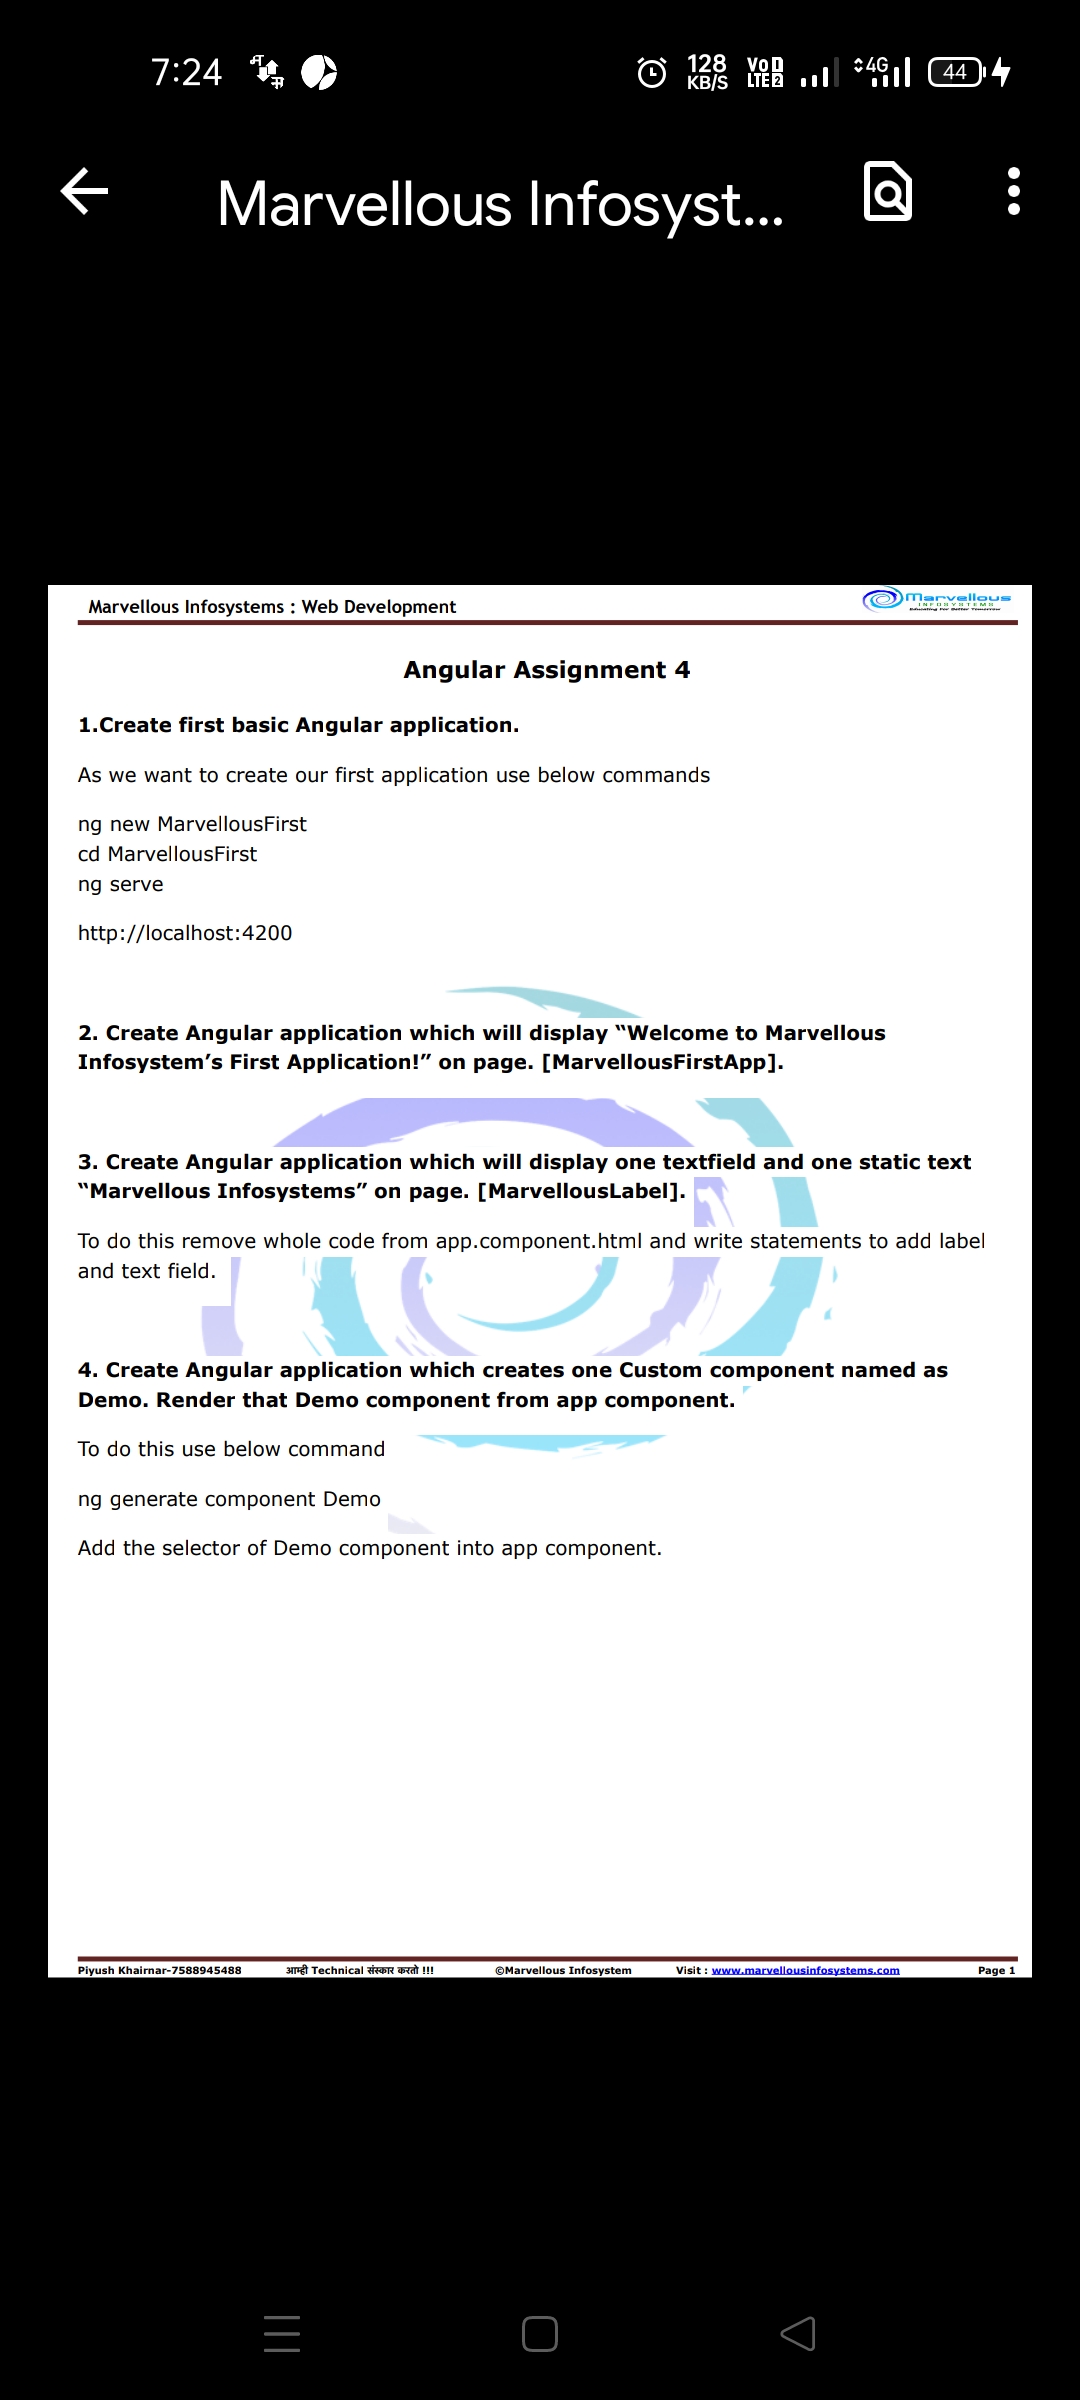 7:24
128 KB/S
VoD LTE 2
4G
44
Marvellous Infosyst...
Marvellous Infosystems : Web Development
Marvellous
INFOSYSTEMS
Educating For Better Tomorrow
Angular Assignment 4
1.Create first basic Angular application.
As we want to create our first application use below commands
ng new MarvellousFirst
cd MarvellousFirst
ng serve
http://localhost:4200
2. Create Angular application which will display “Welcome to Marvellous
Infosystem’s First Application!” on page. [MarvellousFirstApp].
3. Create Angular application which will display one textfield and one static text
“Marvellous Infosystems” on page. [MarvellousLabel].
To do this remove whole code from app.component.html and write statements to add label
and text field.
4. Create Angular application which creates one Custom component named as
Demo. Render that Demo component from app component.
To do this use below command
ng generate component Demo
Add the selector of Demo component into app component.
Piyush Khairnar-7588945488 आम्ही Technical संस्कार करतो !!! ©Marvellous Infosystem Visit : www.marvellousinfosystems.com Page 1